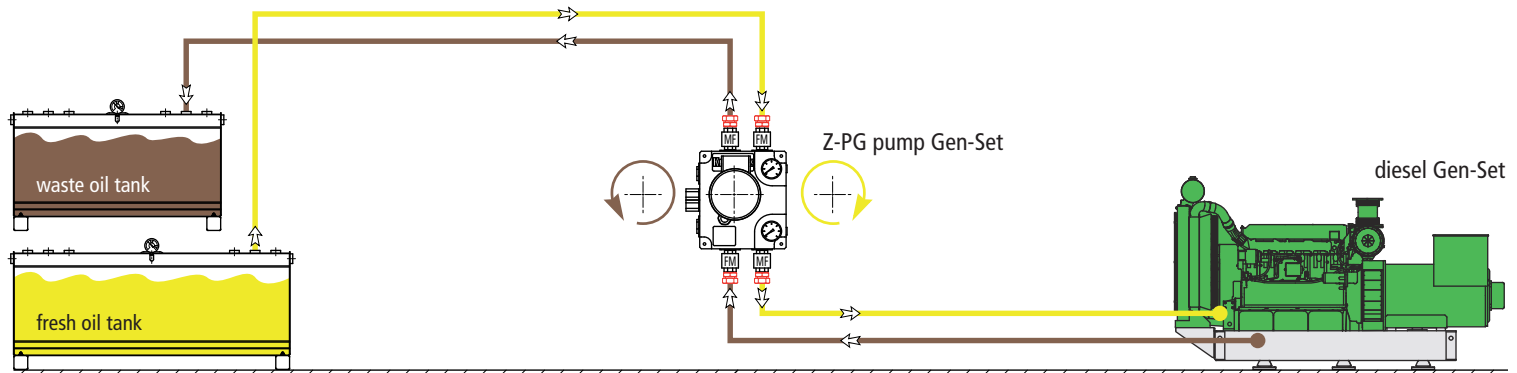 MF
FM
Z-PG pump Gen-Set
diesel Gen-Set
waste oil tank
FM
MF
fresh oil tank